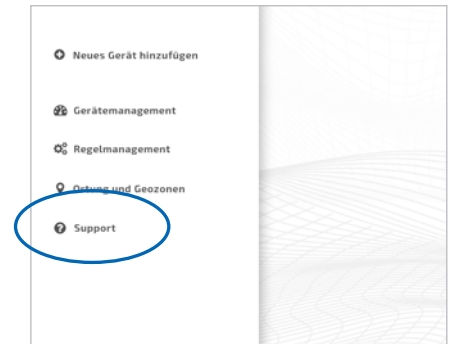 Neues Gerät hinzufügen
Gerätemanagement
Regelmanagement
Ortung und Geozonen
Support